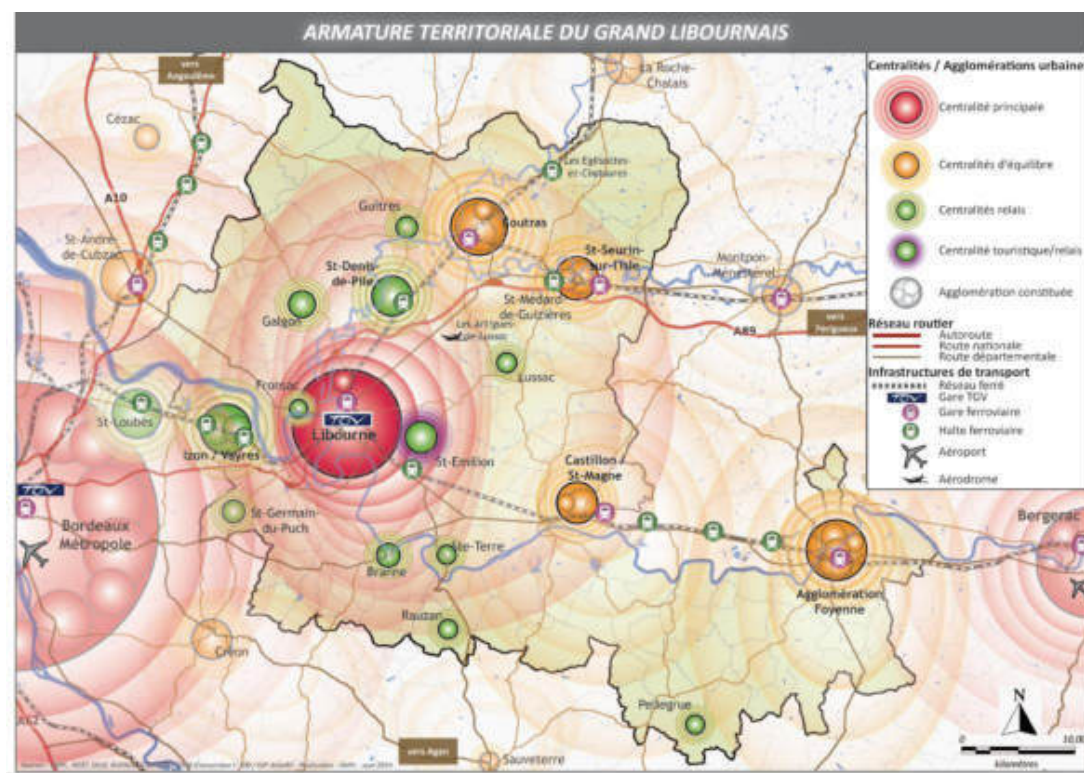 ARMATURE TERRITORIALE DU GRAND LIBOURNAIS
vers
Angoulême
La Roche-
Chalais
Cézac
Les Eglisottes-
et-Chalaures
A10
Guîtres
Coutras
St-André-
de-Cubzac
St-Denis-
de-Pile
St-Seurin-
sur-l'Isle
Montpon-
Ménestérol
Galgon
St-Médard
de-Guizières
vers
Périgueux
A89
Les Artigues-
de-Lussac
Lussac
Fronsac
St-Loubès
TGV
Libourne
Izon / Vayres
St-Emilion
Castillon /
St-Magne
TGV
Bordeaux
Métropole
St-Germain-
du-Puch
Bergerac
Branne
Ste-Terre
Agglomération
Foyenne
Rauzan
Créon
Pellegrue
vers Agen
Sauveterre
Centralités / Agglomérations urbaine
Centralité principale
Centralités d'équilibre
Centralités relais
Centralité touristique/relais
Agglomération constituée
Réseau routier
Autoroute
Route nationale
Route départementale
Infrastructures de transport
Réseau ferré
TGV Gare TGV
Gare ferroviaire
Halte ferroviaire
Aéroport
Aérodrome
N
0 10,00
kilomètres